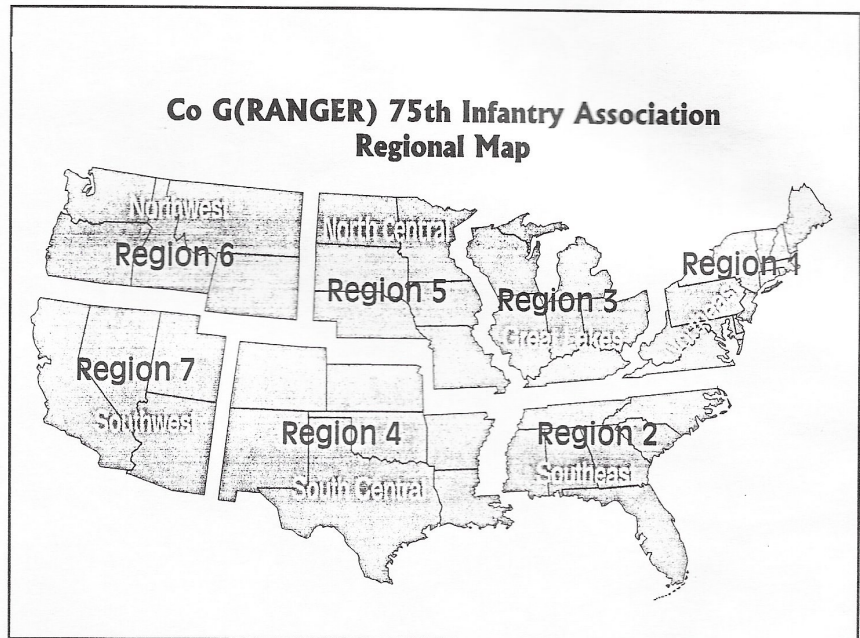 Co G(RANGER) 75th Infantry Association
Regional Map
Northwest
Region 6
North Central
Region 5
Region 3
Great Lakes
Region 1
Northeast
Region 7
Southwest
Region 4
South Central
Region 2
Southeast